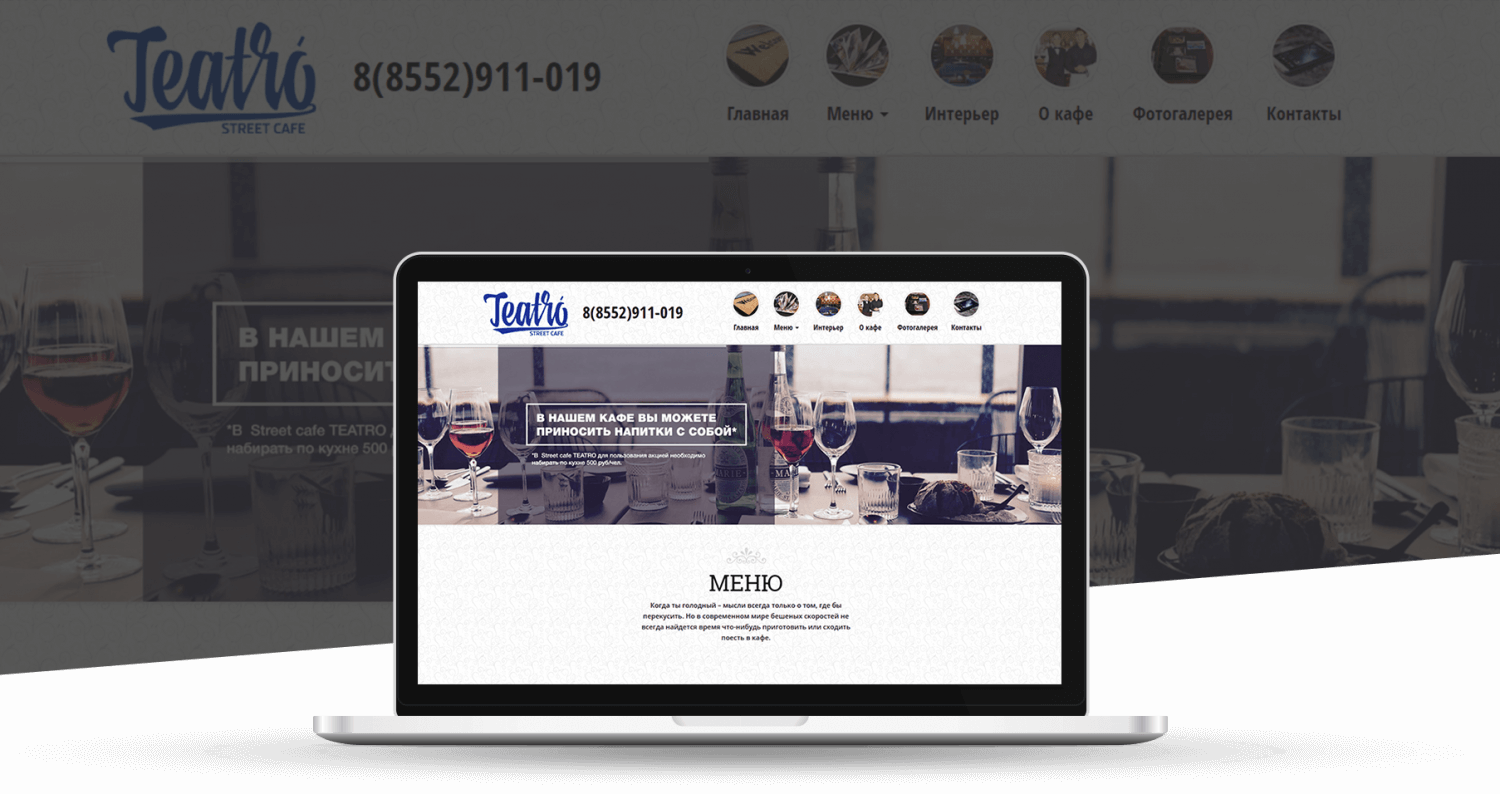 Teatró
STREET CAFE
8(8552)911-019
Главная
Меню
Интерьер
О кафе
Фотогалерея
Контакты
В НАШЕМ
ПРИНОСИТ
*В Street cafe TEATRO
набирать по кухне 500
Teatró
STREET CAFE
8(8552)911-019
Главная
Меню
Интерьер
О кафе
Фотогалерея
Контакты
В НАШЕМ КАФЕ ВЫ МОЖЕТЕ
ПРИНОСИТЬ НАПИТКИ С СОБОЙ*
*В Street cafe TEATRO для пользования акцией необходимо
набирать по кухне 500 руб/чел.
МЕНЮ
Когда ты голодный – мысли всегда только о том, где бы
перекусить. Но в современном мире бешеных скоростей не
всегда найдется время что-нибудь приготовить или сходить
поесть в кафе.